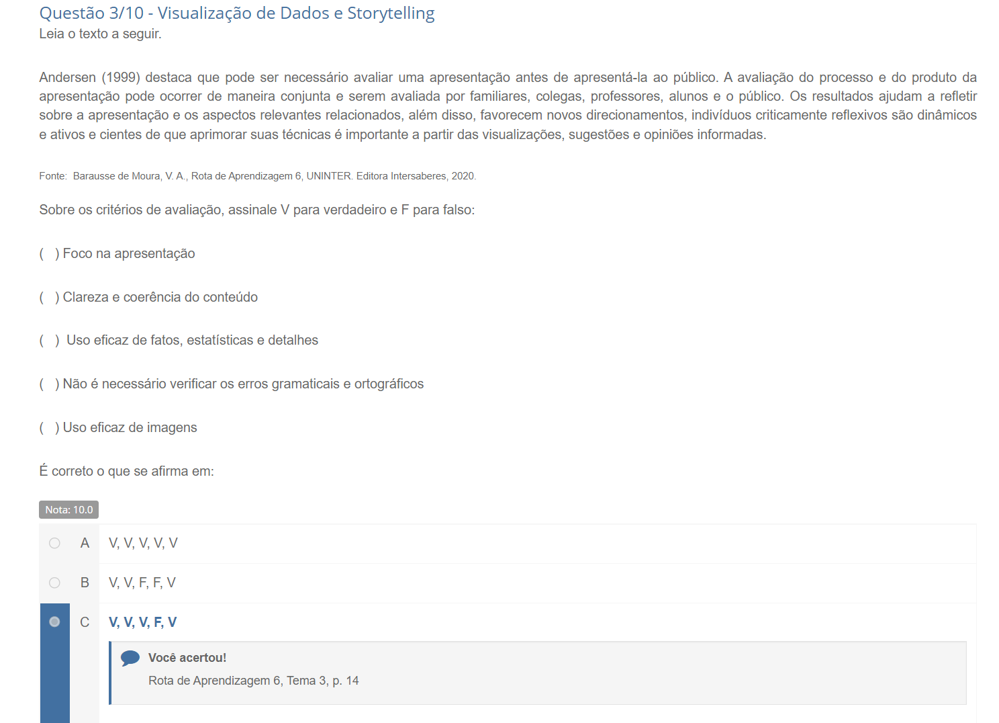 Questão 3/10 - Visualização de Dados e Storytelling
Leia o texto a seguir.
Andersen (1999) destaca que pode ser necessário avaliar uma apresentação antes de apresentá-la ao público. A avaliação do processo e do produto da
apresentação pode ocorrer de maneira conjunta e serem avaliada por familiares, colegas, professores, alunos e o público. Os resultados ajudam a refletir
sobre a apresentação e os aspectos relevantes relacionados, além disso, favorecem novos direcionamentos, indivíduos criticamente reflexivos são dinâmicos
e ativos e cientes de que aprimorar suas técnicas é importante a partir das visualizações, sugestões e opiniões informadas.
Fonte:  Barausse de Moura, V. A., Rota de Aprendizagem 6, UNINTER. Editora Intersaberes, 2020.
Sobre os critérios de avaliação, assinale V para verdadeiro e F para falso:
(   ) Foco na apresentação
(   ) Clareza e coerência do conteúdo
(   )  Uso eficaz de fatos, estatísticas e detalhes
(   ) Não é necessário verificar os erros gramaticais e ortográficos
(   ) Uso eficaz de imagens
É correto o que se afirma em:
Nota: 10.0
A V, V, V, V, V
B V, V, F, F, V
C V, V, V, F, V
Você acertou!
Rota de Aprendizagem 6, Tema 3, p. 14